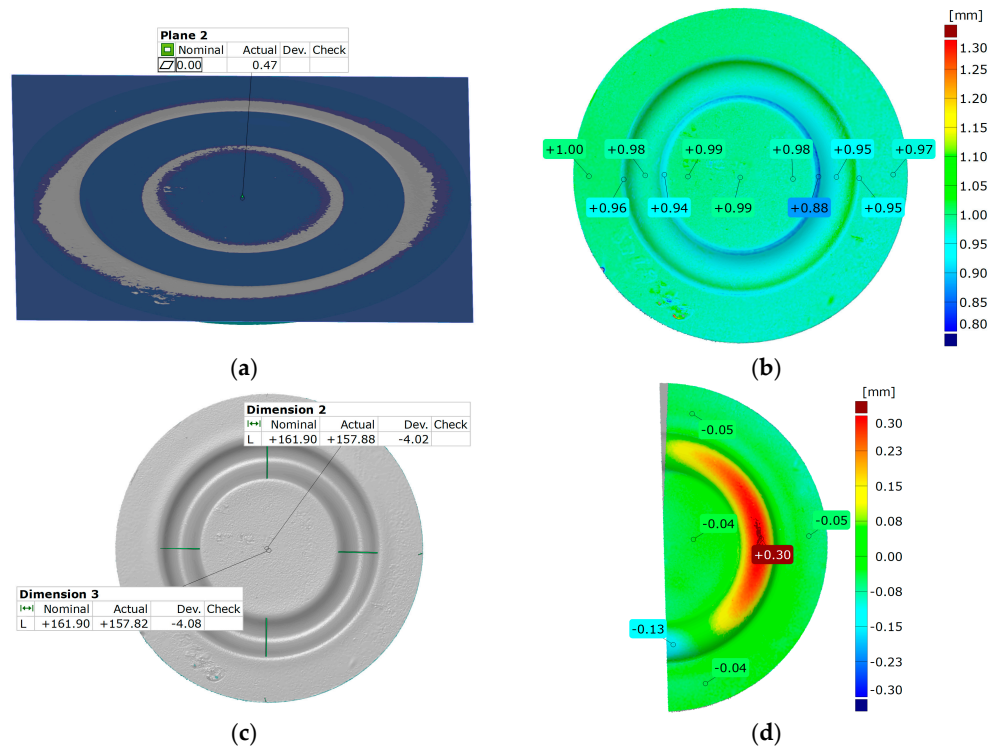 Plane 2
Nominal Actual Dev. Check
0.00 0.47
(a)
[mm]
1.30
1.25
1.20
1.15
1.10
1.05
1.00
0.95
0.90
0.85
0.80
+1.00 +0.98 +0.99 +0.98 +0.95 +0.97
+0.96 +0.94 +0.99 +0.88 +0.95
(b)
Dimension 2
Nominal Actual Dev. Check
L +161.90 +157.88 -4.02
Dimension 3
Nominal Actual Dev. Check
L +161.90 +157.82 -4.08
(c)
[mm]
0.30
0.23
0.15
0.08
0.00
-0.08
-0.15
-0.23
-0.30
-0.05
-0.04
-0.05
+0.30
-0.13
-0.04
(d)